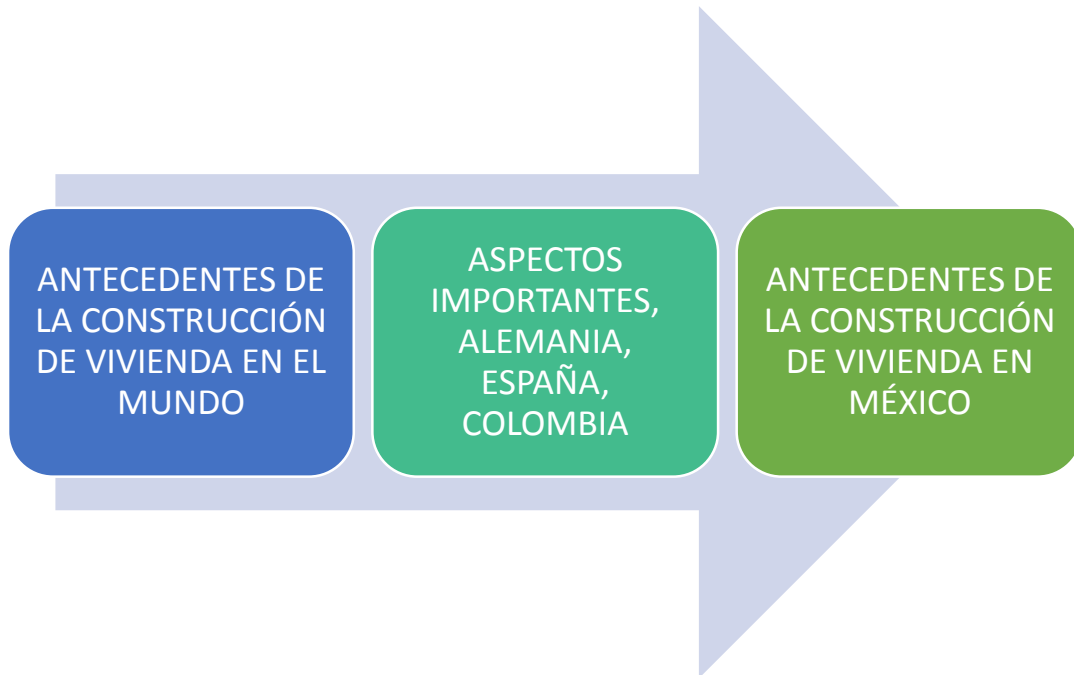 ANTECEDENTES DE
LA CONSTRUCCIÓN
DE VIVIENDA EN EL
MUNDO
ASPECTOS
IMPORTANTES,
ALEMANIA,
ESPAÑA,
COLOMBIA
ANTECEDENTES DE
LA CONSTRUCCIÓN
DE VIVIENDA EN
MÉXICO